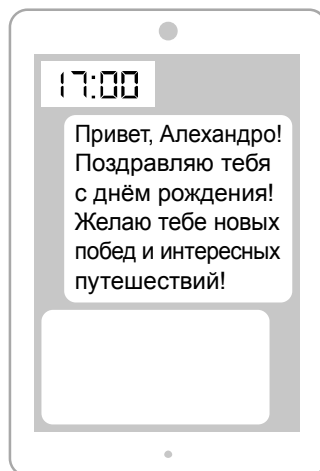 17:00
Привет, Алехандро!
Поздравляю тебя
с днём рождения!
Желаю тебе новых
побед и интересных
путешествий!